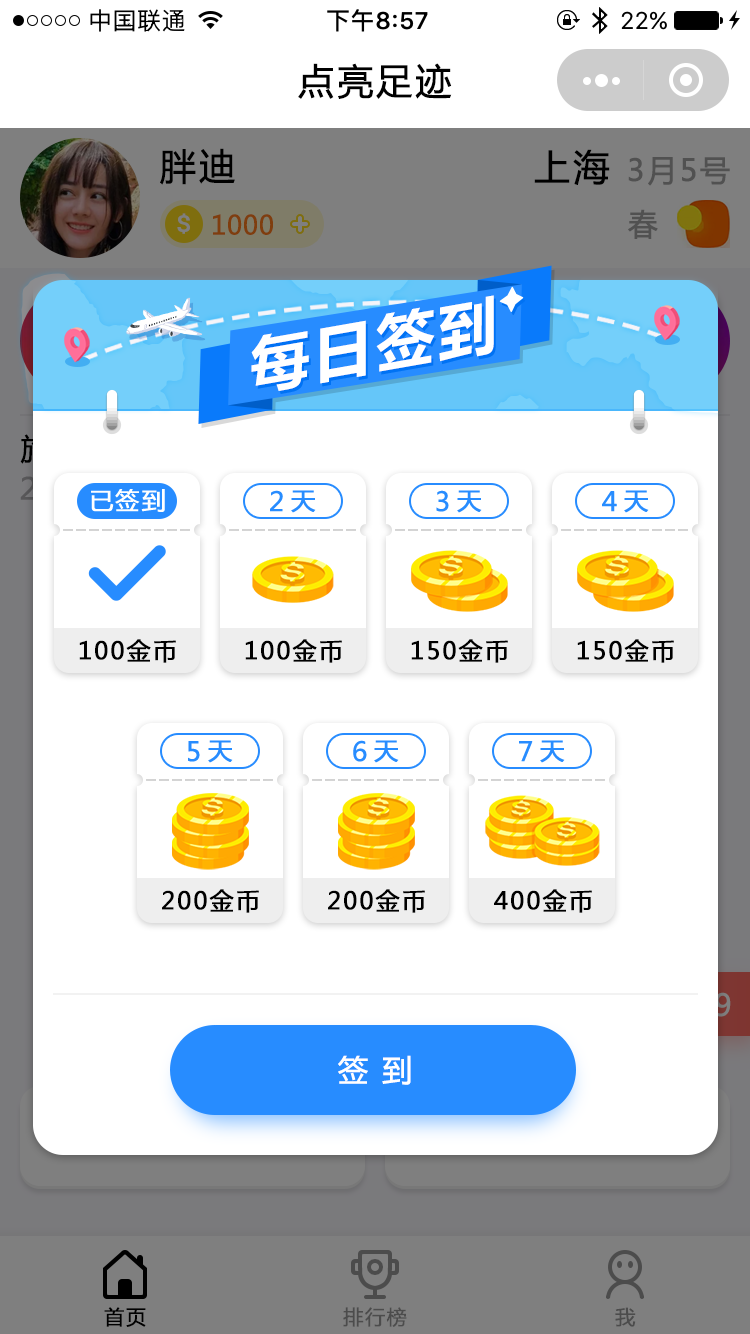 中国联通 下午8:57 22%
点亮足迹
胖迪 上海 3月5号
$ 1000 春
每日签到
已签到 2天 3天 4天
100金币 100金币 150金币 150金币
5天 6天 7天
200金币 200金币 400金币
签到
首页 排行榜 我